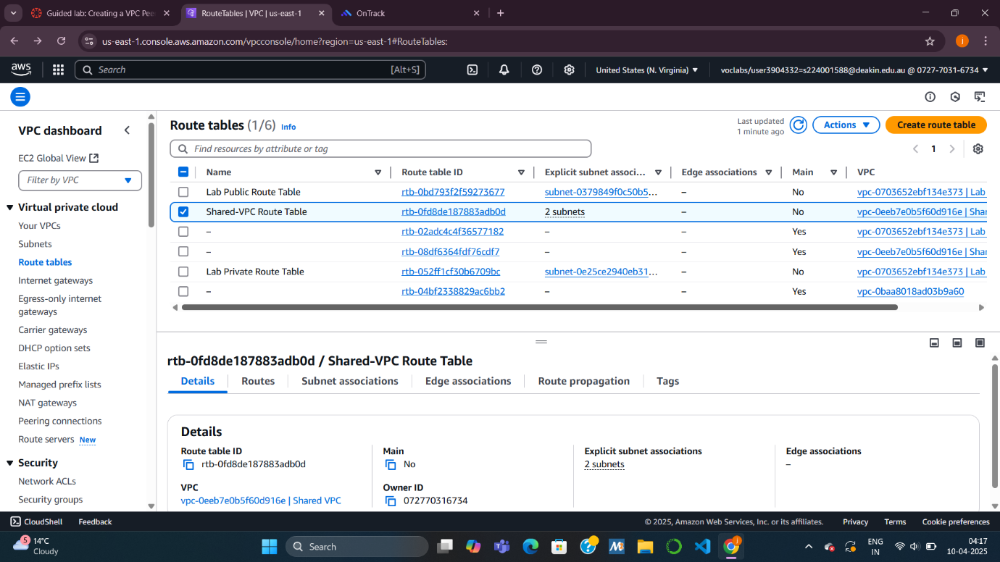 Guided lab: Creating a VPC Pee
RouteTables | VPC | us-east-1
OnTrack
us-east-1.console.aws.amazon.com/vpcconsole/home?region=us-east-1#RouteTables:
j
aws
Search [Alt+S]
United States (N. Virginia)
voclabs/user3904332=s224001588@deakin.edu.au @ 0727-7031-6734
VPC dashboard
EC2 Global View
Filter by VPC
Virtual private cloud
Your VPCs
Subnets
Route tables
Internet gateways
Egress-only internet
gateways
Carrier gateways
DHCP option sets
Elastic IPs
Managed prefix lists
NAT gateways
Peering connections
Route servers New
Security
Network ACLs
Security groups
Route tables (1/6) Info
Last updated
1 minute ago
Actions
Create route table
Find resources by attribute or tag
1
Name Route table ID Explicit subnet associ... Edge associations Main VPC
Lab Public Route Table rtb-0bd793f2f59273677 subnet-0379849f0c50b5... – No vpc-0703652ebf134e373 | Lab
Shared-VPC Route Table rtb-0fd8de187883adb0d 2 subnets – No vpc-0eeb7e0b5f60d916e | Shar
– rtb-02adc4c4f36577182 – – Yes vpc-0703652ebf134e373 | Lab
– rtb-08df6364fdf76cdf7 – – Yes vpc-0eeb7e0b5f60d916e | Shar
Lab Private Route Table rtb-052ff1cf30b6709bc subnet-0e25ce2940eb31... – No vpc-0703652ebf134e373 | Lab
– rtb-04bf2338829ac6bb2 – – Yes vpc-0baa8018ad03b9a60
rtb-0fd8de187883adb0d / Shared-VPC Route Table
Details Routes Subnet associations Edge associations Route propagation Tags
Details
Route table ID
rtb-0fd8de187883adb0d
Main
No
Explicit subnet associations
2 subnets
Edge associations
–
VPC
vpc-0eeb7e0b5f60d916e | Shared VPC
Owner ID
072770316734
CloudShell Feedback
© 2025, Amazon Web Services, Inc. or its affiliates. Privacy Terms Cookie preferences
5
14°C
Cloudy
Search
j
ENG
IN
04:17
10-04-2025